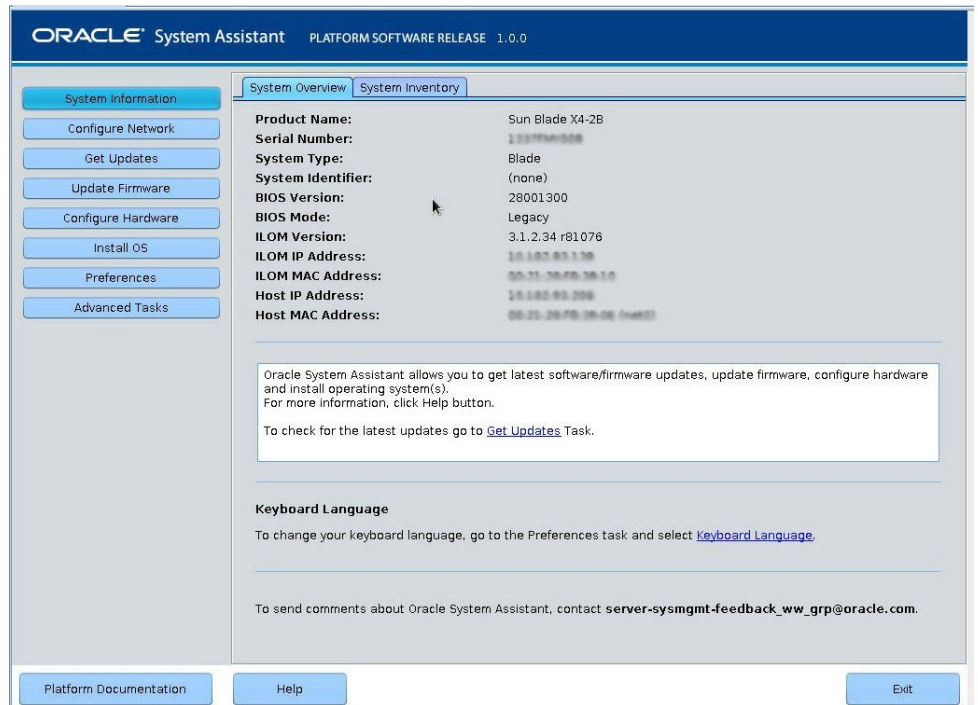 ORACLE System Assistant PLATFORM SOFTWARE RELEASE 1.0.0
System Information
Configure Network
Get Updates
Update Firmware
Configure Hardware
Install OS
Preferences
Advanced Tasks
System Overview System Inventory
Product Name: Sun Blade X4-2B
Serial Number:
System Type: Blade
System Identifier: (none)
BIOS Version: 28001300
BIOS Mode: Legacy
ILOM Version: 3.1.2.34 r81076
ILOM IP Address:
ILOM MAC Address:
Host IP Address:
Host MAC Address:
Oracle System Assistant allows you to get latest software/firmware updates, update firmware, configure hardware
and install operating system(s).
For more information, click Help button.
To check for the latest updates go to Get Updates Task.
Keyboard Language
To change your keyboard language, go to the Preferences task and select Keyboard Language.
To send comments about Oracle System Assistant, contact server-sysmgmt-feedback_ww_grp@oracle.com.
Platform Documentation Help Exit